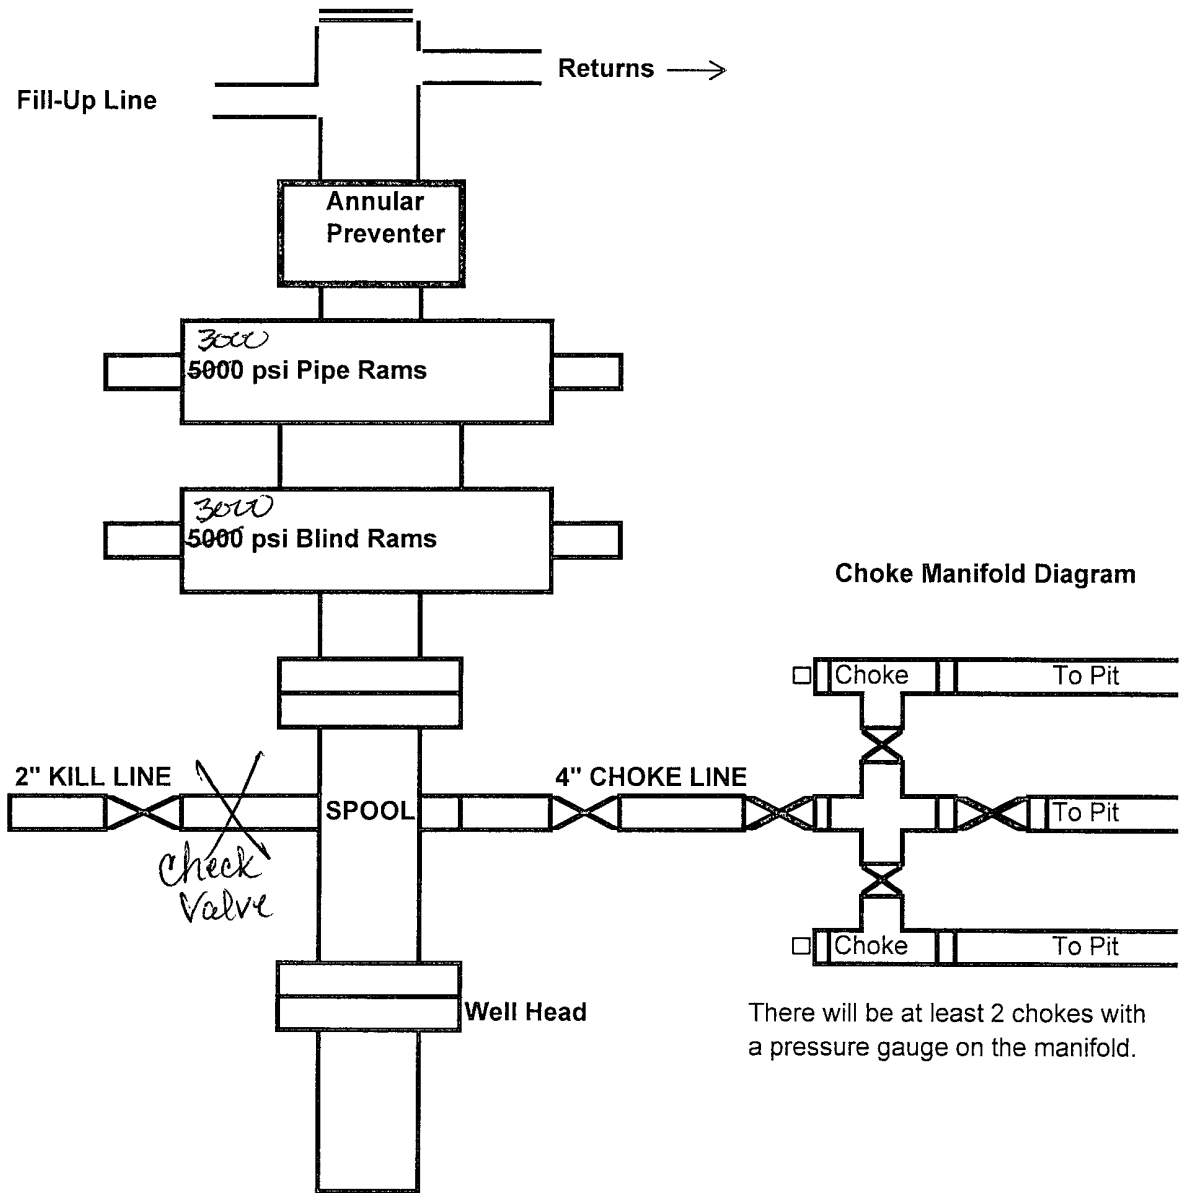 Returns
Fill-Up Line
Annular
Preventer
3000
5000 psi Pipe Rams
3000
5000 psi Blind Rams
Choke Manifold Diagram
Choke To Pit
2" KILL LINE
SPOOL
4" CHOKE LINE
To Pit
Check
Valve
Choke To Pit
Well Head
There will be at least 2 chokes with
a pressure gauge on the manifold.